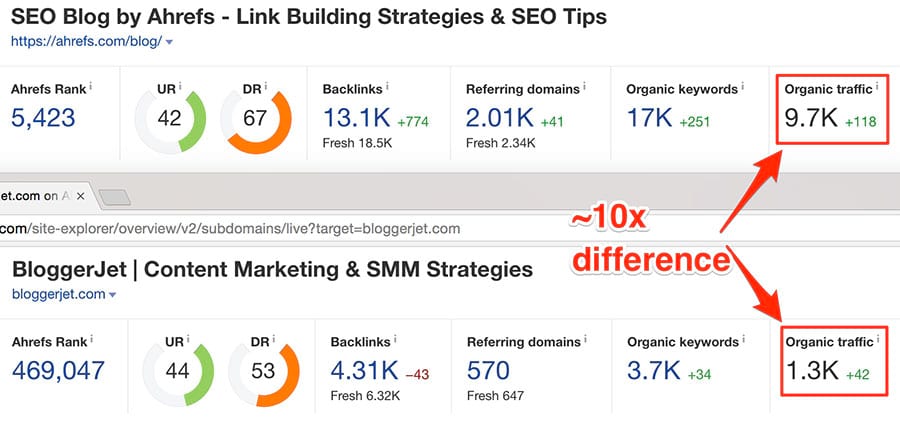 SEO Blog by Ahrefs - Link Building Strategies & SEO Tips
https://ahrefs.com/blog/
Ahrefs Rank i UR i DR i Backlinks i Referring domains i Organic keywords i Organic traffic i
5,423 42 67 13.1K +774 2.01K +41 17K +251 9.7K +118
Fresh 18.5K Fresh 2.34K
et.com on A ×
com/site-explorer/overview/v2/subdomains/live?target=bloggerjet.com
~10x
difference
BloggerJet | Content Marketing & SMM Strategies
bloggerjet.com
Ahrefs Rank i UR i DR i Backlinks i Referring domains i Organic keywords i Organic traffic i
469,047 44 53 4.31K −43 570 3.7K +34 1.3K +42
Fresh 6.32K Fresh 647